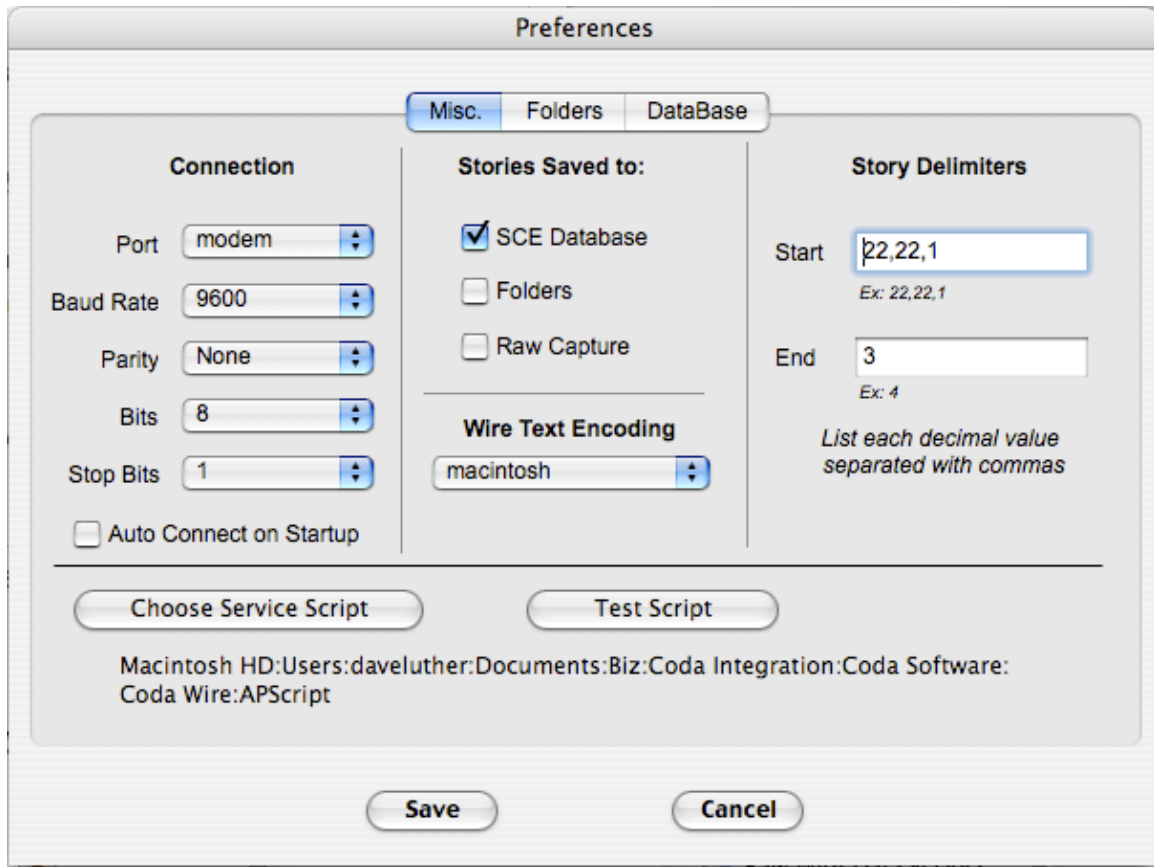 Preferences
Misc. Folders DataBase
Connection
Port modem
Baud Rate 9600
Parity None
Bits 8
Stop Bits 1
Auto Connect on Startup
Stories Saved to:
SCE Database
Folders
Raw Capture
Wire Text Encoding
macintosh
Story Delimiters
Start 22,22,1
Ex: 22,22,1
End 3
Ex: 4
List each decimal value
separated with commas
Choose Service Script Test Script
Macintosh HD:Users:daveluther:Documents:Biz:Coda Integration:Coda Software:
Coda Wire:APScript
Save Cancel